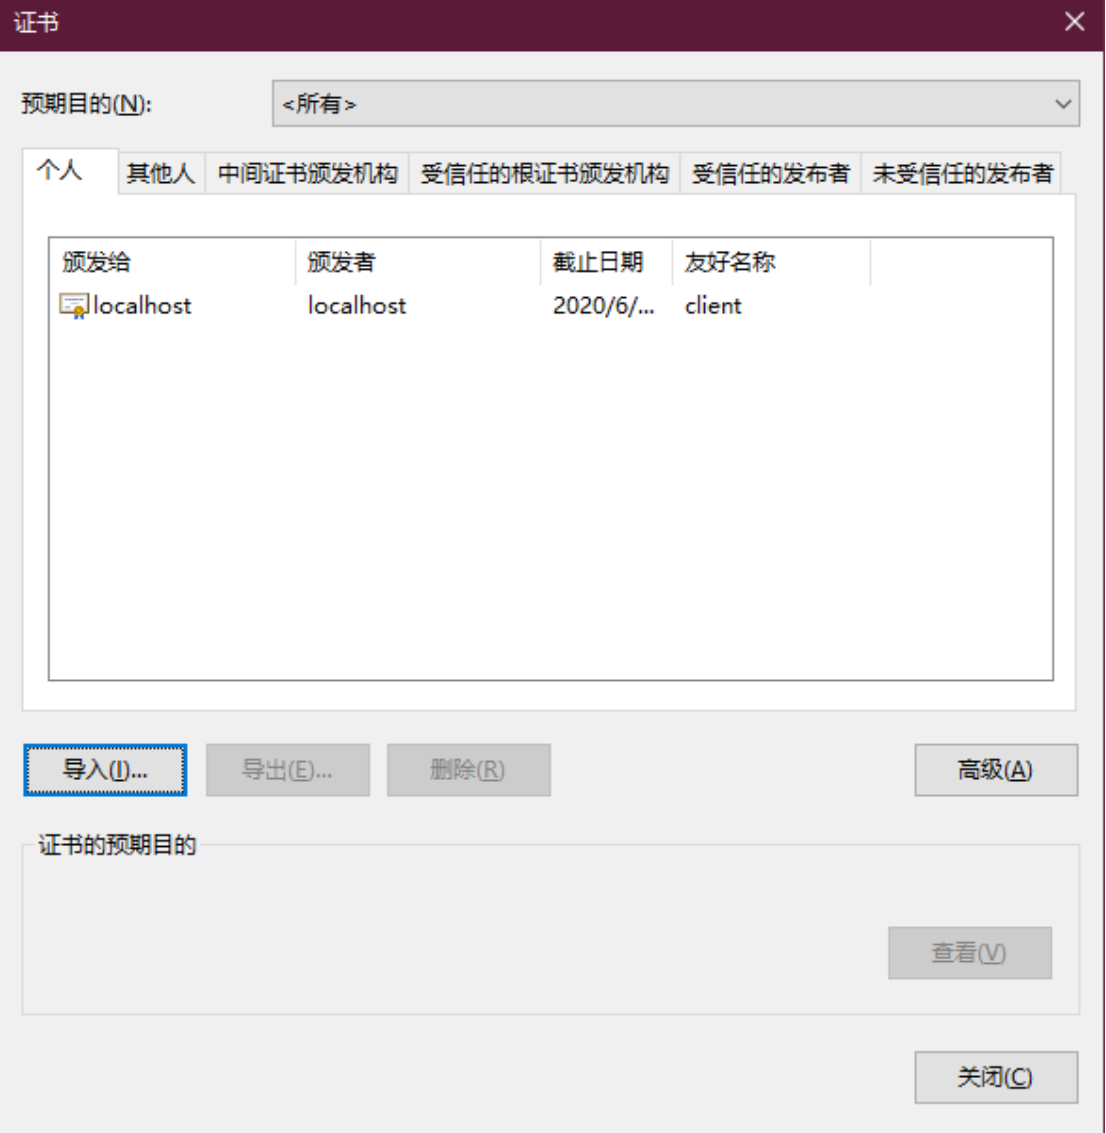 证书
预期目的(N):
<所有>
个人 其他人 中间证书颁发机构 受信任的根证书颁发机构 受信任的发布者 未受信任的发布者
颁发给 颁发者 截止日期 友好名称
localhost localhost 2020/6/... client
导入(I)... 导出(E)... 删除(R) 高级(A)
证书的预期目的
查看(V)
关闭(C)